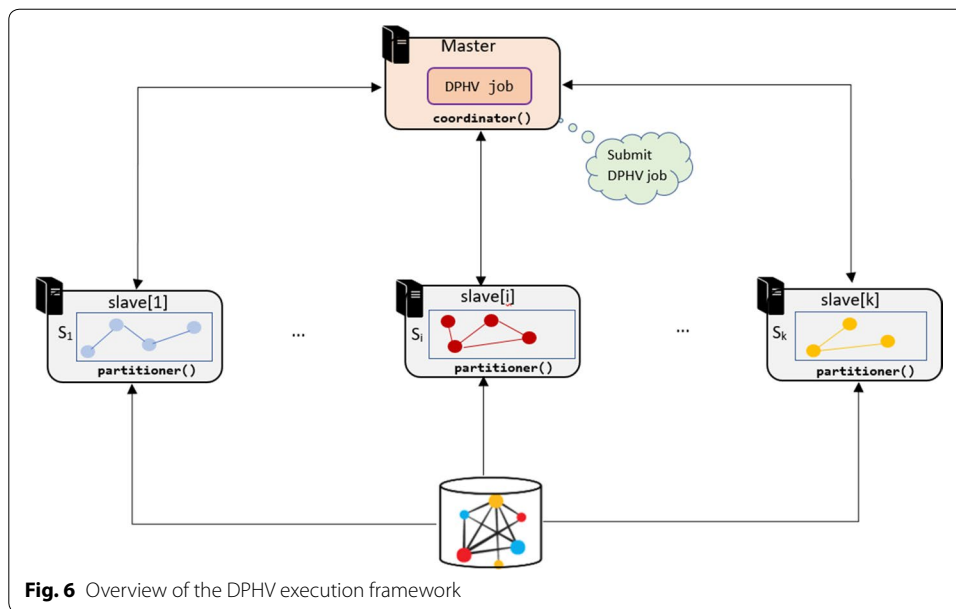 Master
DPHV job
coordinator()
Submit
DPHV job
slave[1]
S1
partitioner()
...
slave[i]
Si
partitioner()
...
slave[k]
Sk
partitioner()
Fig. 6 Overview of the DPHV execution framework